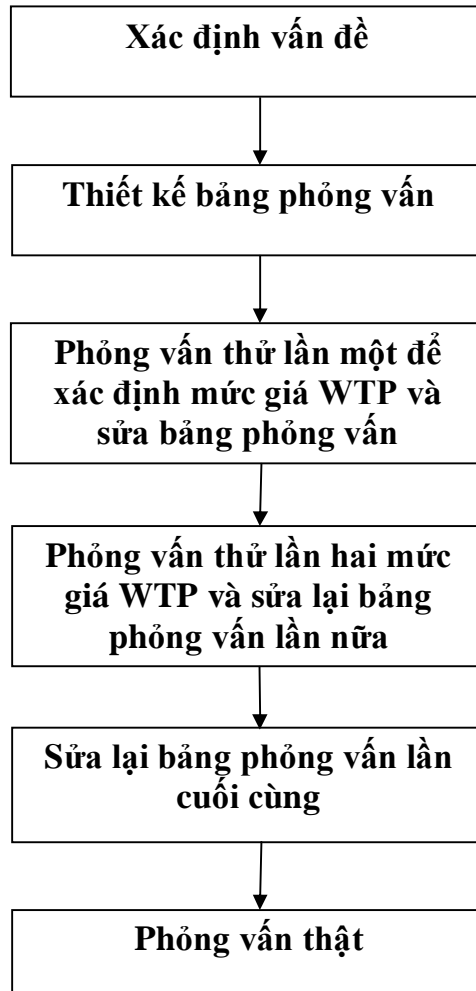 Xác định vấn đề
Thiết kế bảng phỏng vấn
Phỏng vấn thử lần một để
xác định mức giá WTP và
sửa bảng phỏng vấn
Phỏng vấn thử lần hai mức
giá WTP và sửa lại bảng
phỏng vấn lần nữa
Sửa lại bảng phỏng vấn lần
cuối cùng
Phỏng vấn thật